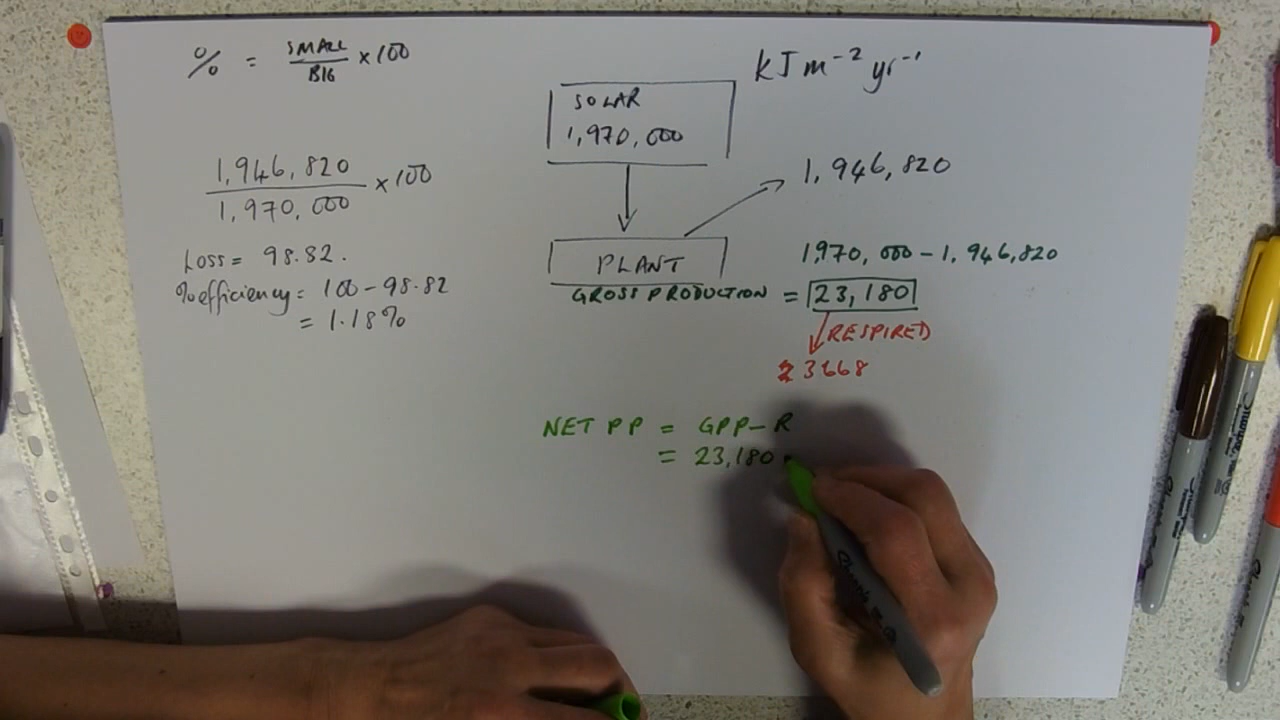 % = SMALL/BIG × 100
1,946,820/1,970,000 × 100
Loss = 98.82.
% efficiency = 100 - 98.82
= 1.18%
kJ m⁻² yr⁻¹
SOLAR
1,970,000
1,946,820
PLANT
1,970,000 - 1,946,820
GROSS PRODUCTION = 23,180
RESPIRED
NET PP = GPP - R
= 23,180